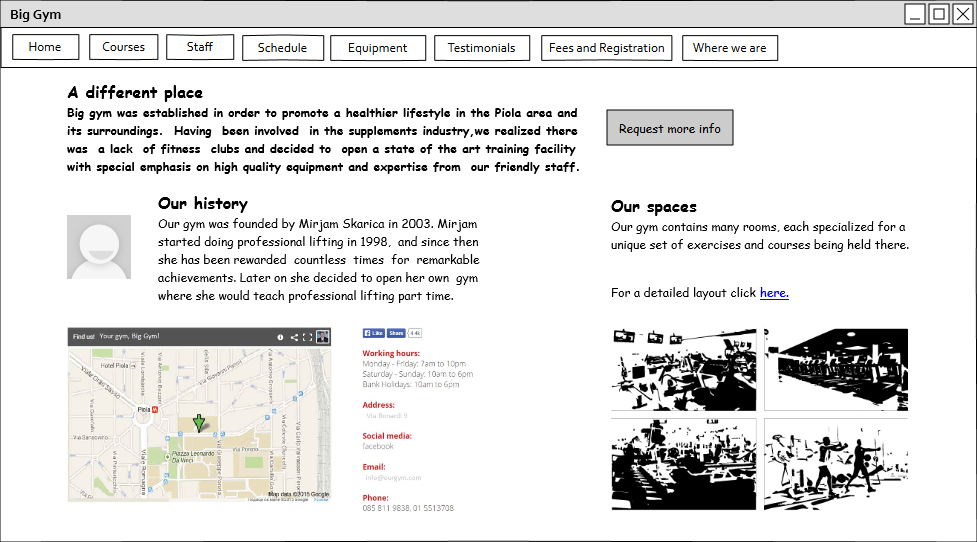 Big Gym
Home Courses Staff Schedule Equipment Testimonials Fees and Registration Where we are
A different place
Big gym was established in order to promote a healthier lifestyle in the Piola area and
its surroundings. Having been involved in the supplements industry,we realized there
was a lack of fitness clubs and decided to open a state of the art training facility
with special emphasis on high quality equipment and expertise from our friendly staff.
Request more info
Our history
Our gym was founded by Mirjam Skarica in 2003. Mirjam
started doing professional lifting in 1998, and since then
she has been rewarded countless times for remarkable
achievements. Later on she decided to open her own gym
where she would teach professional lifting part time.
Our spaces
Our gym contains many rooms, each specialized for a
unique set of exercises and courses being held there.
For a detailed layout click here.
Find us! Your gym, Big Gym!
Hotel Piola
Piola M
Via Sansovino
Via Ponzio
Piazza Leonardo
Da Vinci
Viale Romagna
Map data ©2015 Google
Like Share 4.4k
Working hours:
Monday - Friday: 7am to 10pm
Saturday - Sunday: 10am to 6pm
Bank Holidays: 10am to 6pm
Address:
Via Bonardi 9
Social media:
facebook
Email:
info@ourgym.com
Phone:
085 811 9838, 01 5513708